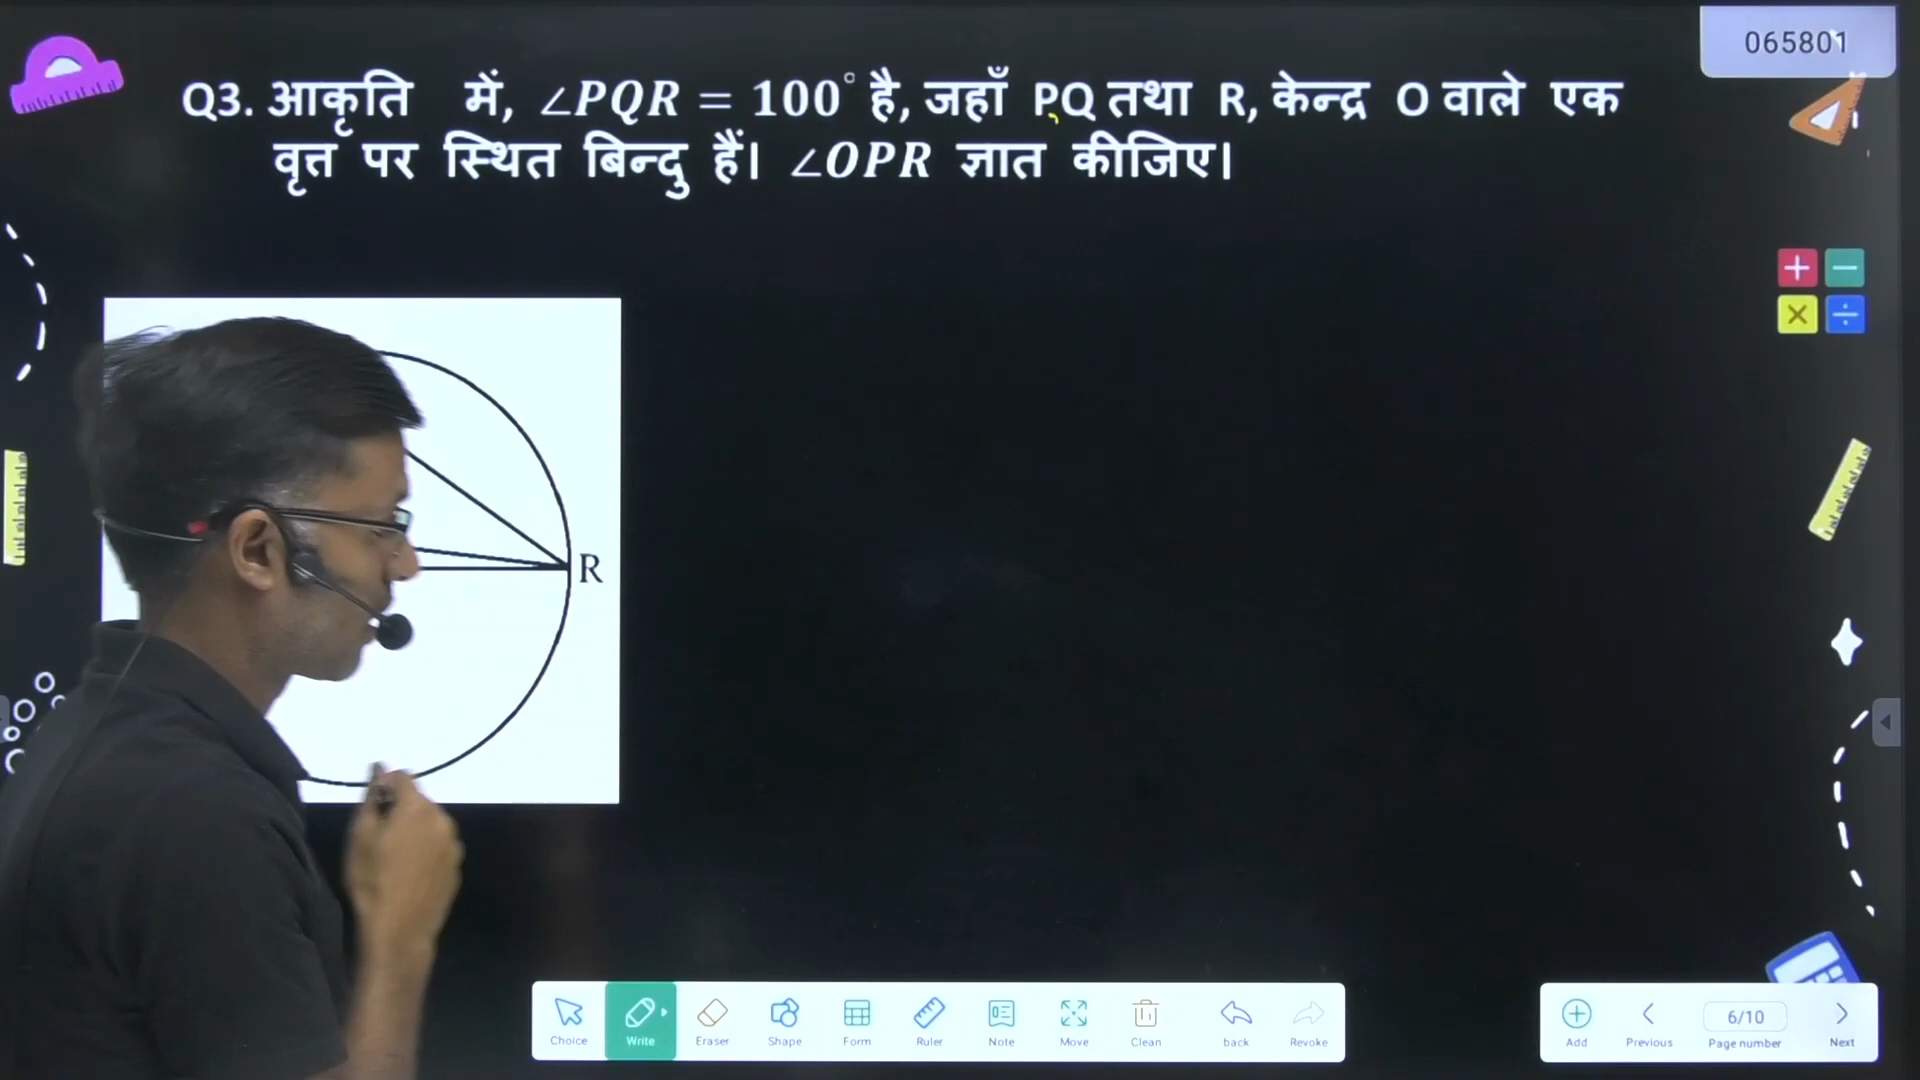 065801
Q3. आकृति में, ∠PQR = 100° है, जहाँ PQ तथा R, केन्द्र O वाले एक
वृत्त पर स्थित बिन्दु हैं। ∠OPR ज्ञात कीजिए।
R
Choice
Write
Eraser
Shape
Form
Ruler
Note
Move
Clean
back
Revoke
Add
Previous
6/10
Page number
Next